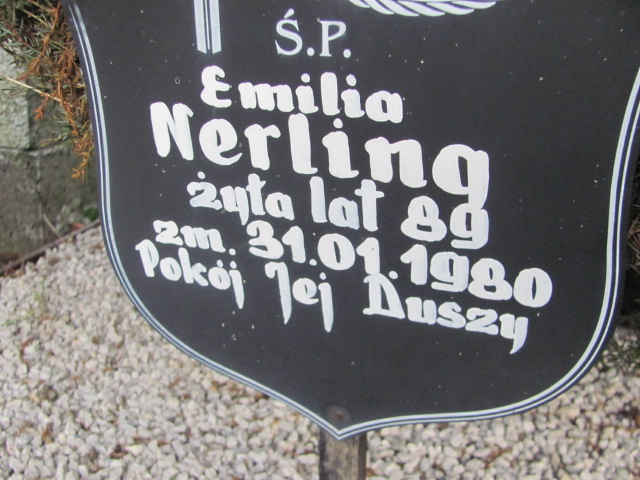 Ś.P.
Emilia
Nerling
żyła lat 89
zm. 31.01.1980
Pokój Jej Duszy